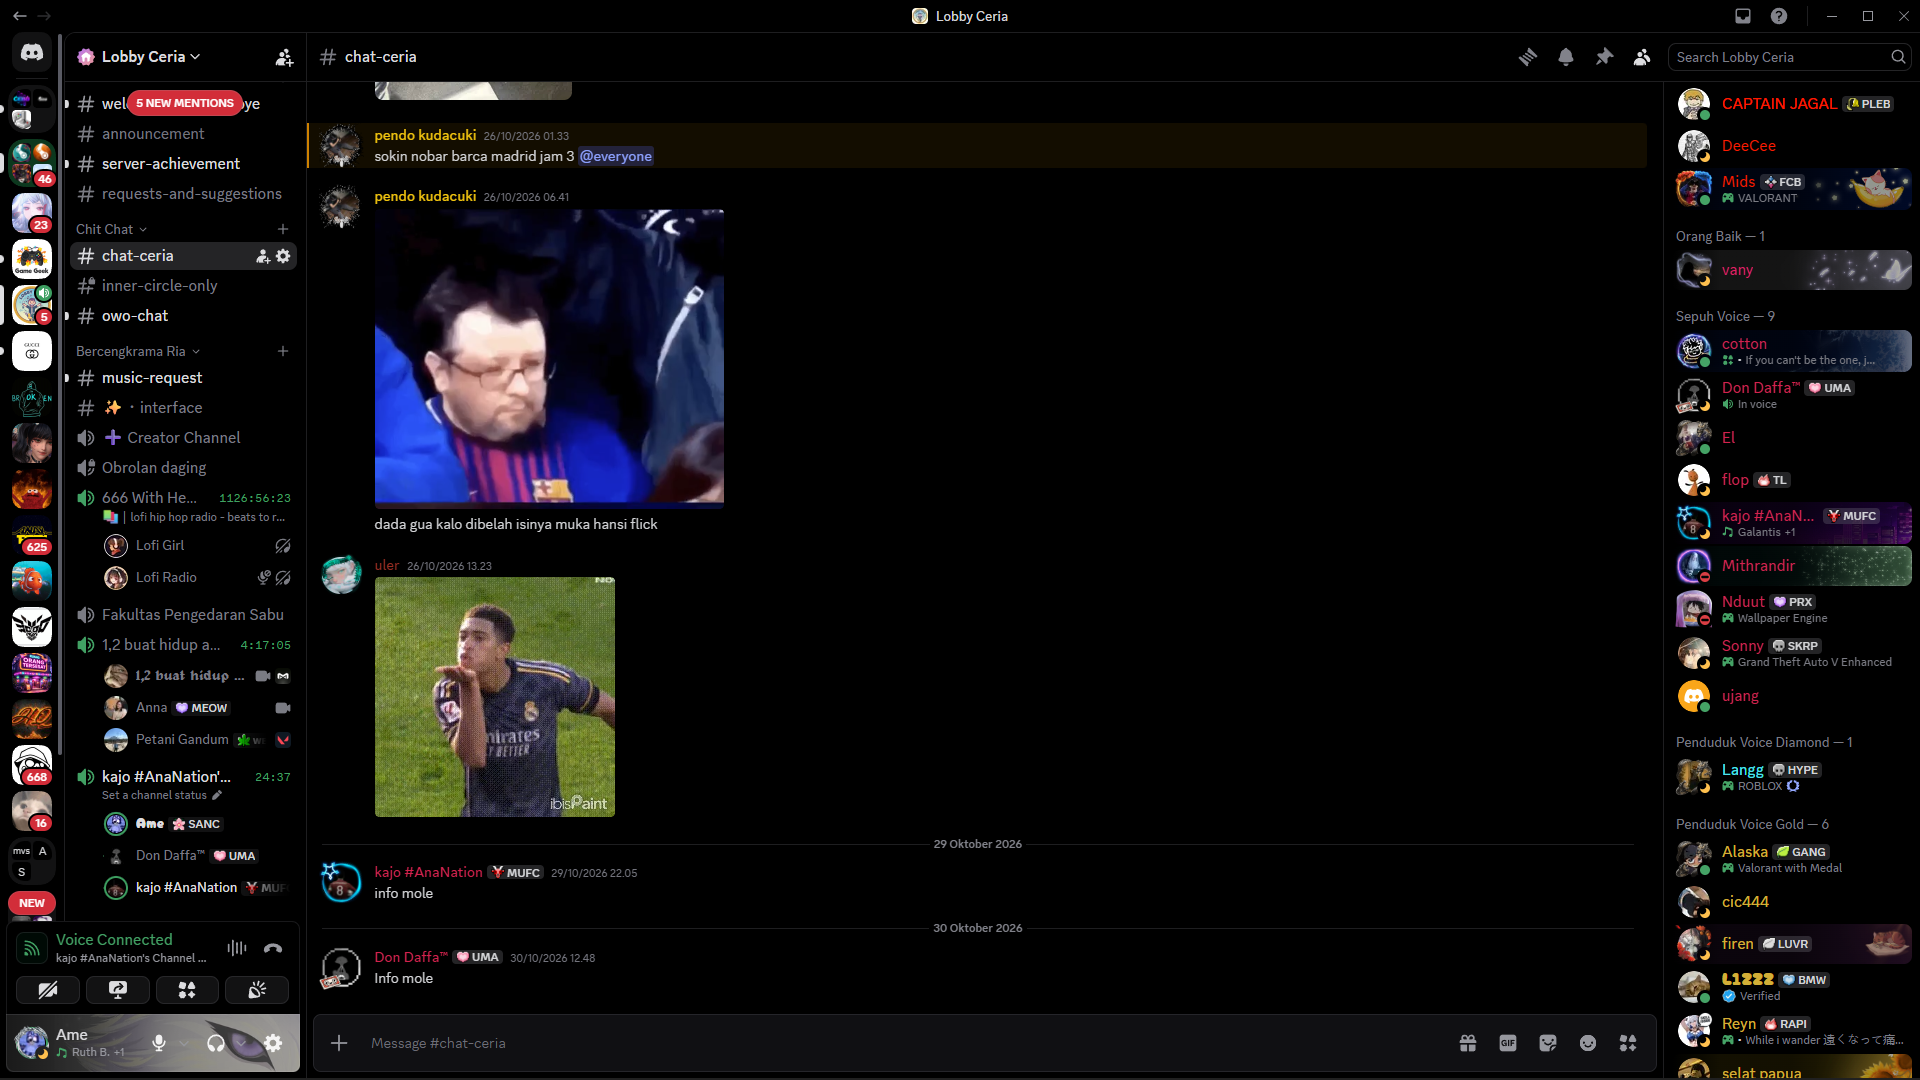 Lobby Ceria
Lobby Ceria
5 NEW MENTIONS
announcement
server-achievement
requests-and-suggestions
Chit Chat
chat-ceria
inner-circle-only
owo-chat
Bercengkrama Ria
music-request
✨・interface
Creator Channel
Obrolan daging
666 With He... 1126:56:23
| lofi hip hop radio - beats to r...
Lofi Girl
Lofi Radio
Fakultas Pengedaran Sabu
1,2 buat hidup a... 4:17:05
1,2 buat hidup ...
Anna MEOW
Petani Gandum
kajo #AnaNation'... 24:37
Set a channel status
Ame SANC
Don Daffa™ UMA
kajo #AnaNation MUF
46
23
Game Geek
5
GUCCI
BROKEN
625
ORANG
TERSESAT
668
16
mvs A
S
NEW
Voice Connected
kajo #AnaNation's Channel ...
Ame
Ruth B. +1
chat-ceria
Search Lobby Ceria
pendo kudacuki 26/10/2026 01.33
sokin nobar barca madrid jam 3 @everyone
pendo kudacuki 26/10/2026 06.41
dada gua kalo dibelah isinya muka hansi flick
uler 26/10/2026 13.23
ibisPaint
29 Oktober 2026
kajo #AnaNation MUFC 29/10/2026 22.05
info mole
30 Oktober 2026
Don Daffa™ UMA 30/10/2026 12.48
Info mole
Message #chat-ceria
GIF
CAPTAIN JAGAL PLEB
DeeCee
Mids FCB
VALORANT
Orang Baik — 1
vany
Sepuh Voice — 9
cotton
• If you can't be the one, j...
Don Daffa™ UMA
In voice
El
flop TL
kajo #AnaN... MUFC
Galantis +1
Mithrandir
Nduut PRX
Wallpaper Engine
Sonny SKRP
Grand Theft Auto V Enhanced
ujang
Penduduk Voice Diamond — 1
Langg HYPE
ROBLOX
Penduduk Voice Gold — 6
Alaska GANG
Valorant with Medal
cic444
firen LUVR
L1ZZZ BMW
Verified
Reyn RAPI
• While i wander 遠くなって痛...
selat papua